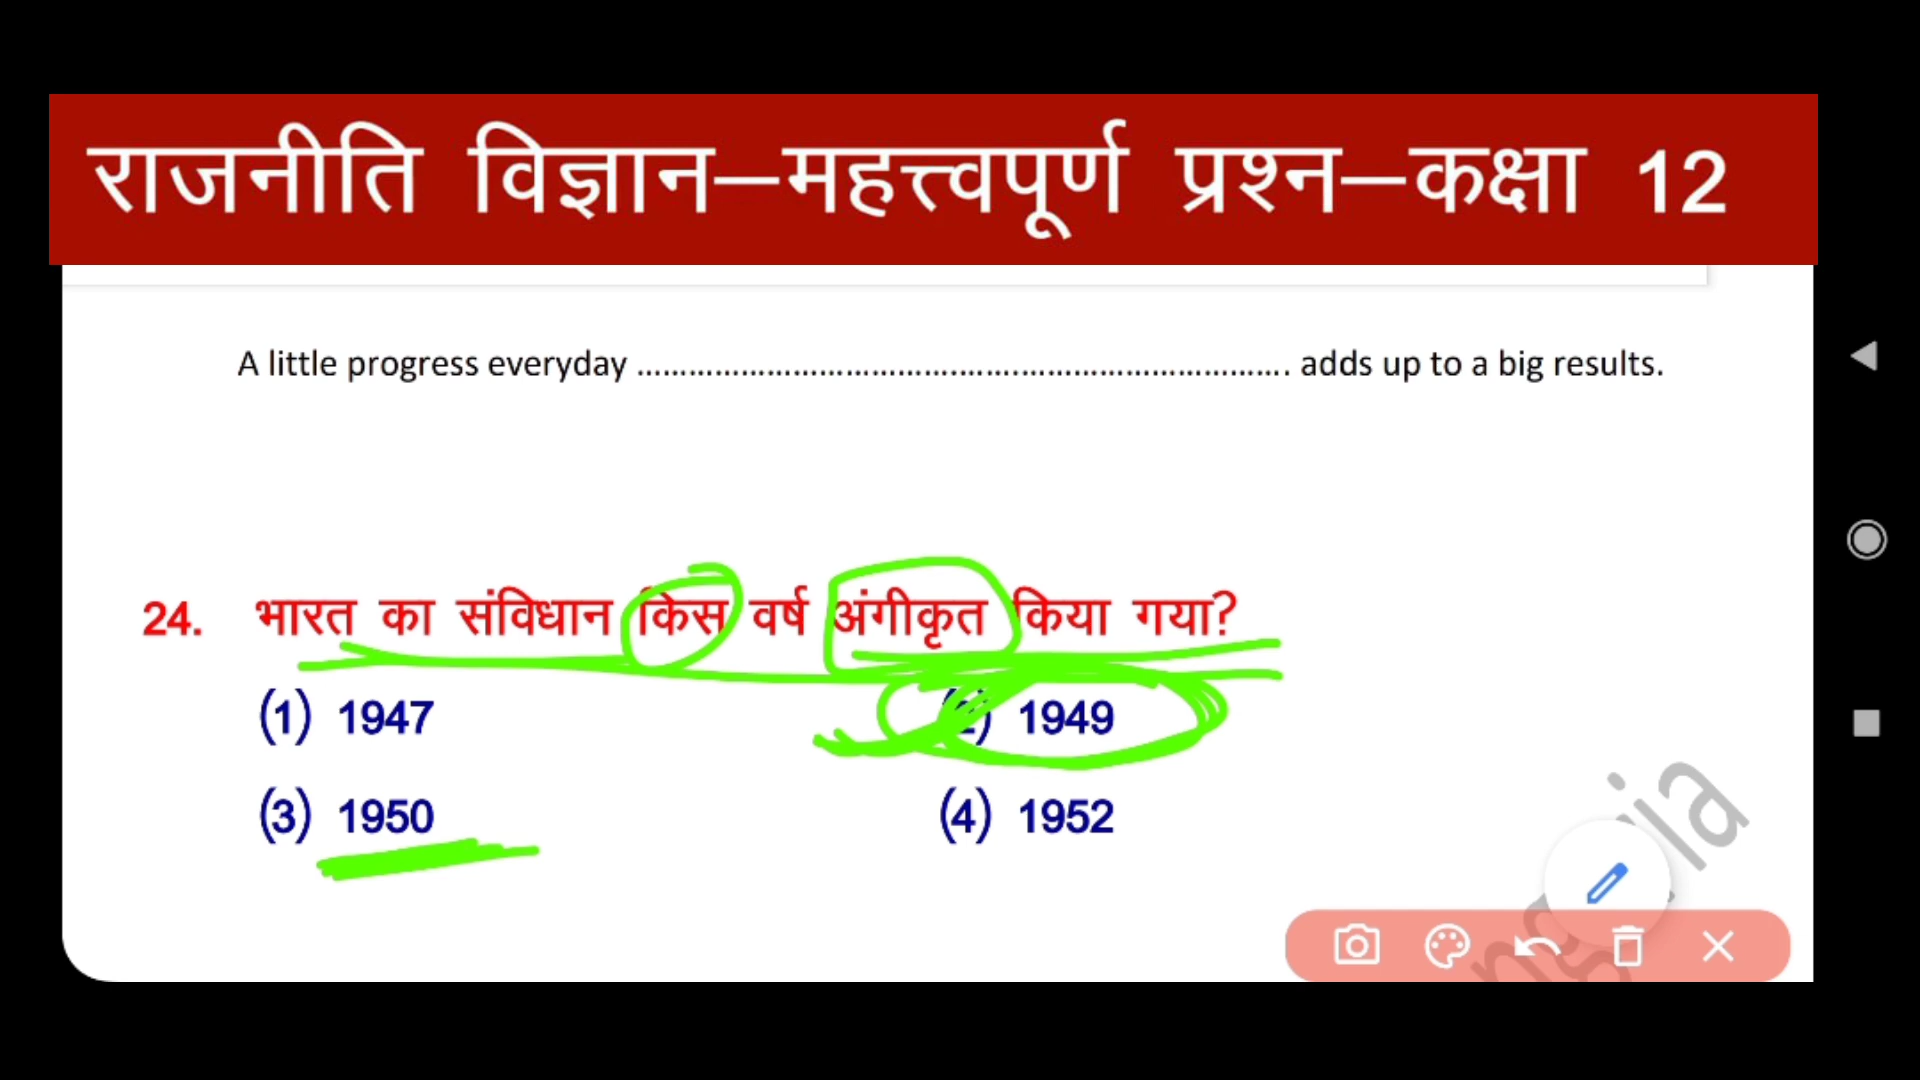 राजनीति विज्ञान–महत्त्वपूर्ण प्रश्न–कक्षा 12
A little progress everyday ................................................................ adds up to a big results.
24. भारत का संविधान किस वर्ष अंगीकृत किया गया?
(1) 1947 (2) 1949
(3) 1950 (4) 1952